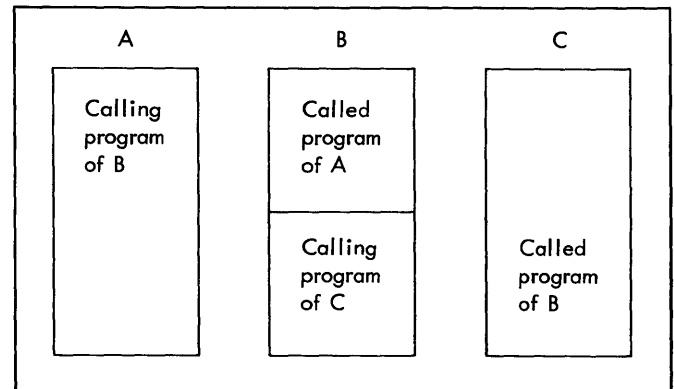 A
B
C
Calling
program
of B
Called
program
of A
Calling
program
of C
Called
program
of B